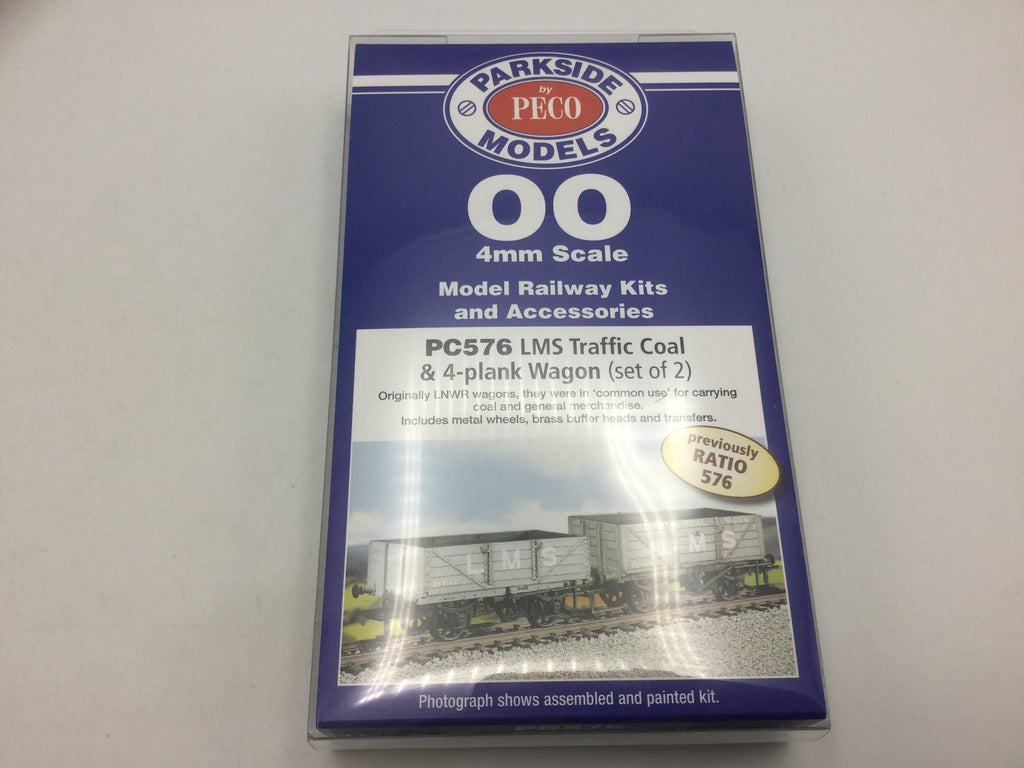 PARKSIDE
by
PECO
MODELS
OO
4mm Scale
Model Railway Kits
and Accessories
PC576 LMS Traffic Coal
& 4-plank Wagon (set of 2)
Originally LNWR wagons, they were in 'common use' for carrying
coal and general merchandise.
Includes metal wheels, brass buffer heads and transfers.
previously
RATIO
576
COAL WAGON
L M S
M S
Photograph shows assembled and painted kit.